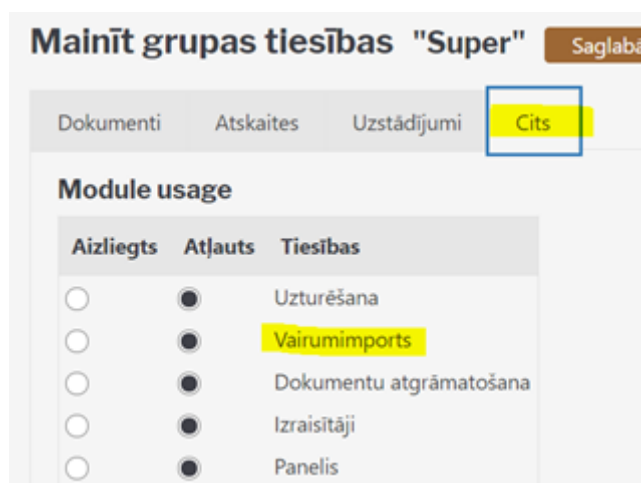 Mainīt grupas tiesības "Super" Saglabā
Dokumenti Atskaites Uzstādījumi Cits
Module usage
Aizliegts Atļauts Tiesības
Uzturēšana
Vairumimports
Dokumentu atgrāmatošana
Izraisītāji
Panelis